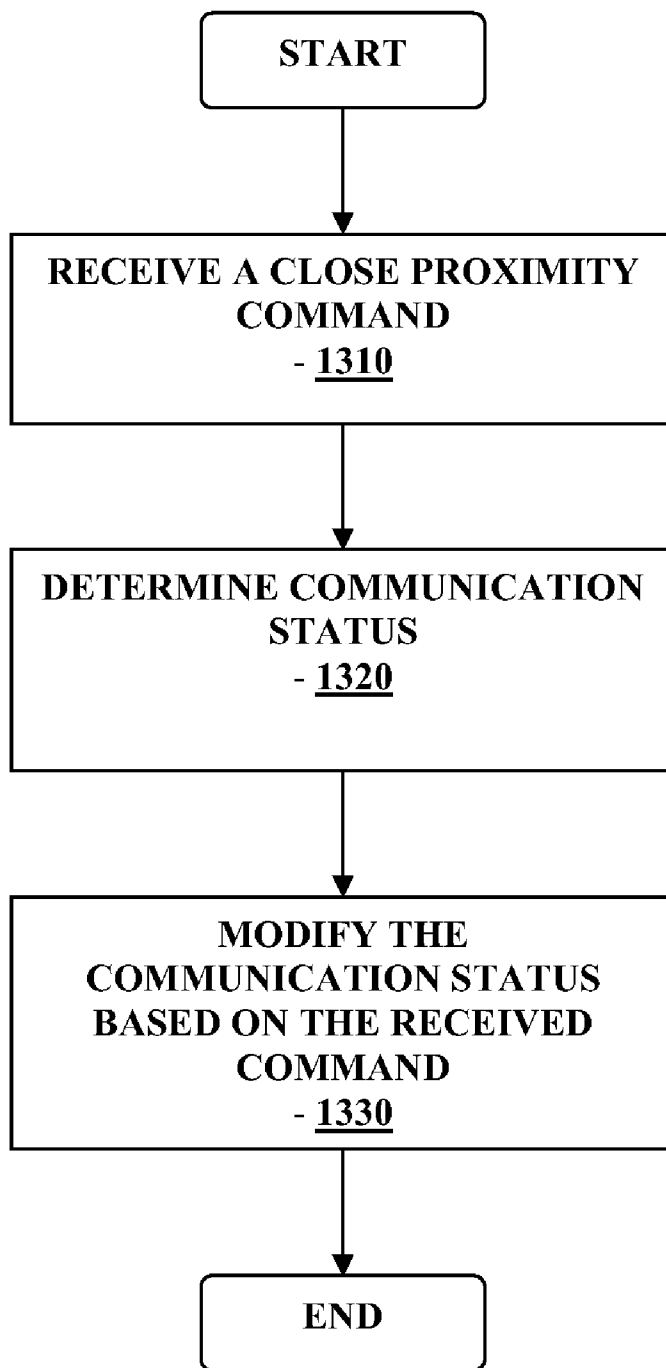 START
RECEIVE A CLOSE PROXIMITY
COMMAND
- 1310
DETERMINE COMMUNICATION
STATUS
- 1320
MODIFY THE
COMMUNICATION STATUS
BASED ON THE RECEIVED
COMMAND
- 1330
END